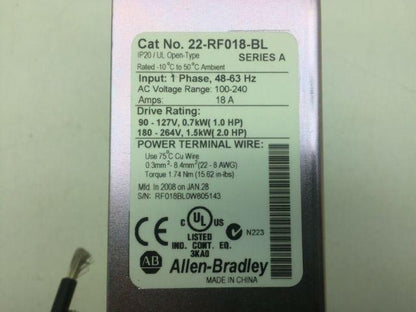 Cat No. 22-RF018-BL
IP20 / UL Open-Type SERIES A
Rated -10°C to 50°C Ambient
Input: 1 Phase, 48-63 Hz
AC Voltage Range: 100-240
Amps: 18 A
Drive Rating:
90 - 127V, 0.7kW( 1.0 HP)
180 - 264V, 1.5kW( 2.0 HP)
POWER TERMINAL WIRE:
Use 75°C Cu Wire
0.3mm²- 8.4mm² (22 - 8AWG)
Torque 1.74 Nm (15.62 in-lbs)
Mfd. In 2008 on JAN.28
S/N: RF018BL0W805143
CE C UL US N223
LISTED
IND. CONT. EQ.
3KA0
AB Allen-Bradley
MADE IN CHINA